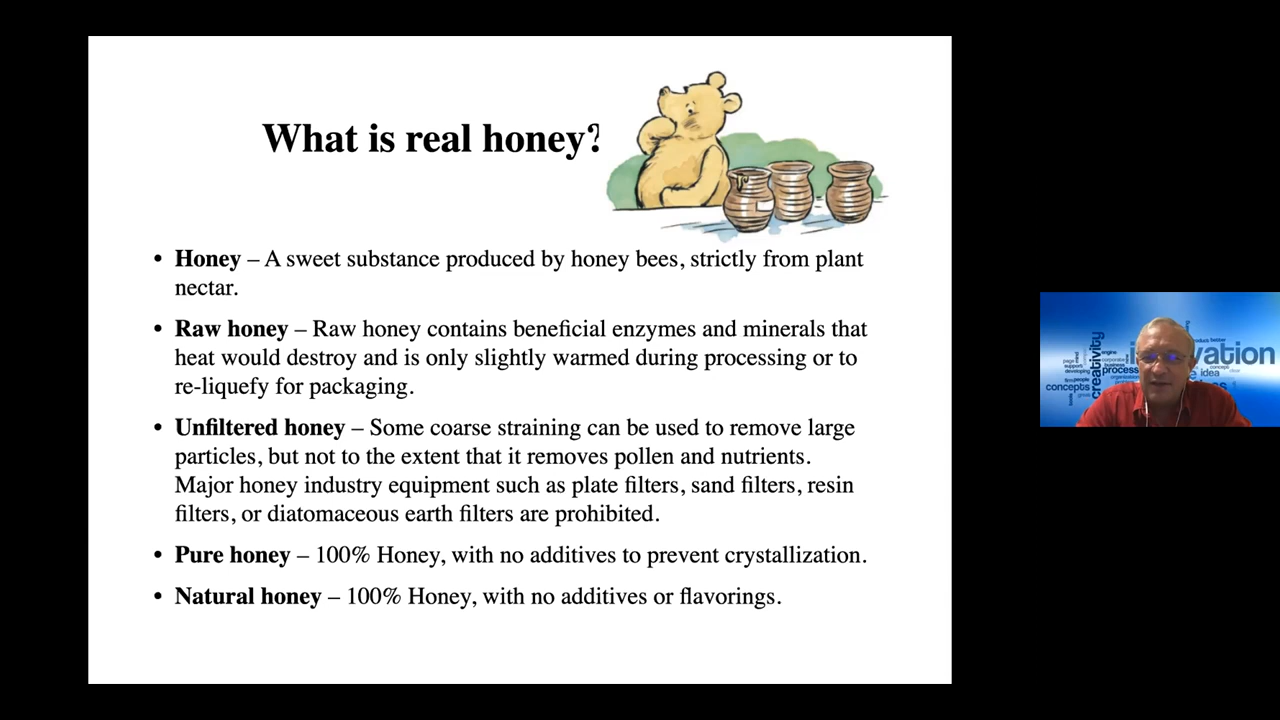 What is real honey?
• Honey – A sweet substance produced by honey bees, strictly from plant
nectar.
• Raw honey – Raw honey contains beneficial enzymes and minerals that
heat would destroy and is only slightly warmed during processing or to
re-liquefy for packaging.
• Unfiltered honey – Some coarse straining can be used to remove large
particles, but not to the extent that it removes pollen and nutrients.
Major honey industry equipment such as plate filters, sand filters, resin
filters, or diatomaceous earth filters are prohibited.
• Pure honey – 100% Honey, with no additives to prevent crystallization.
• Natural honey – 100% Honey, with no additives or flavorings.
creativity
vation
process
idea
concepts
developing
support
people
engine
concept